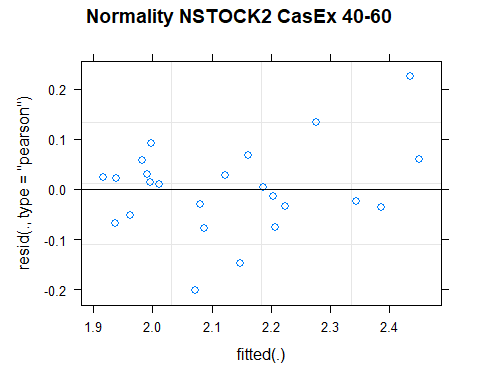 Normality NSTOCK2 CasEx 40-60
resid(., type = "pearson")
0.2
0.1
0.0
-0.1
-0.2
1.9 2.0 2.1 2.2 2.3 2.4
fitted(.)